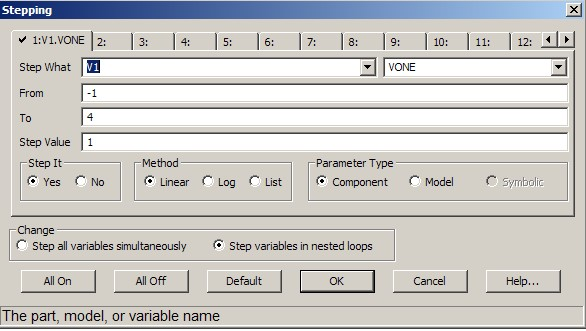 Stepping
1:V1.VONE 2: 3: 4: 5: 6: 7: 8: 9: 10: 11: 12:
Step What V1 VONE
From -1
To 4
Step Value 1
Step It Method Parameter Type
Yes No Linear Log List Component Model Symbolic
Change
Step all variables simultaneously Step variables in nested loops
All On All Off Default OK Cancel Help...
The part, model, or variable name